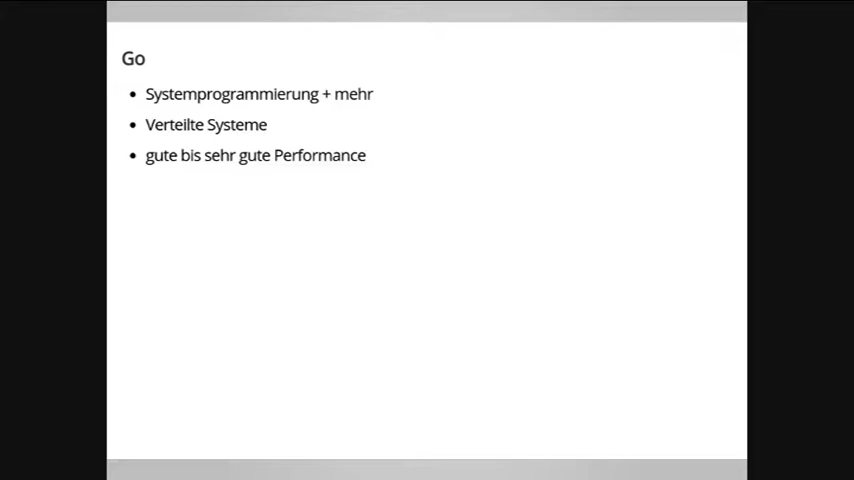 Go
• Systemprogrammierung + mehr
• Verteilte Systeme
• gute bis sehr gute Performance